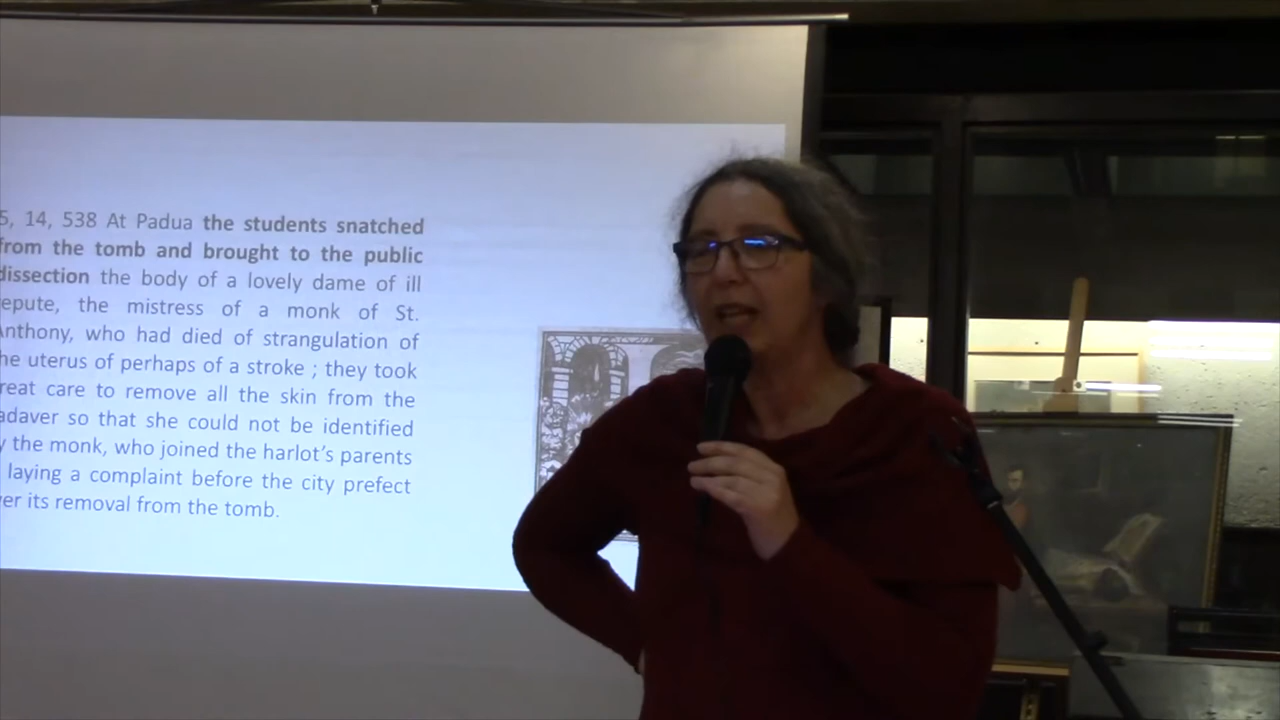 5, 14, 538 At Padua the students snatched
from the tomb and brought to the public
dissection the body of a lovely dame of ill
epute, the mistress of a monk of St.
Anthony, who had died of strangulation of
he uterus of perhaps of a stroke ; they took
reat care to remove all the skin from the
adaver so that she could not be identified
y the monk, who joined the harlot's parents
laying a complaint before the city prefect
er its removal from the tomb.